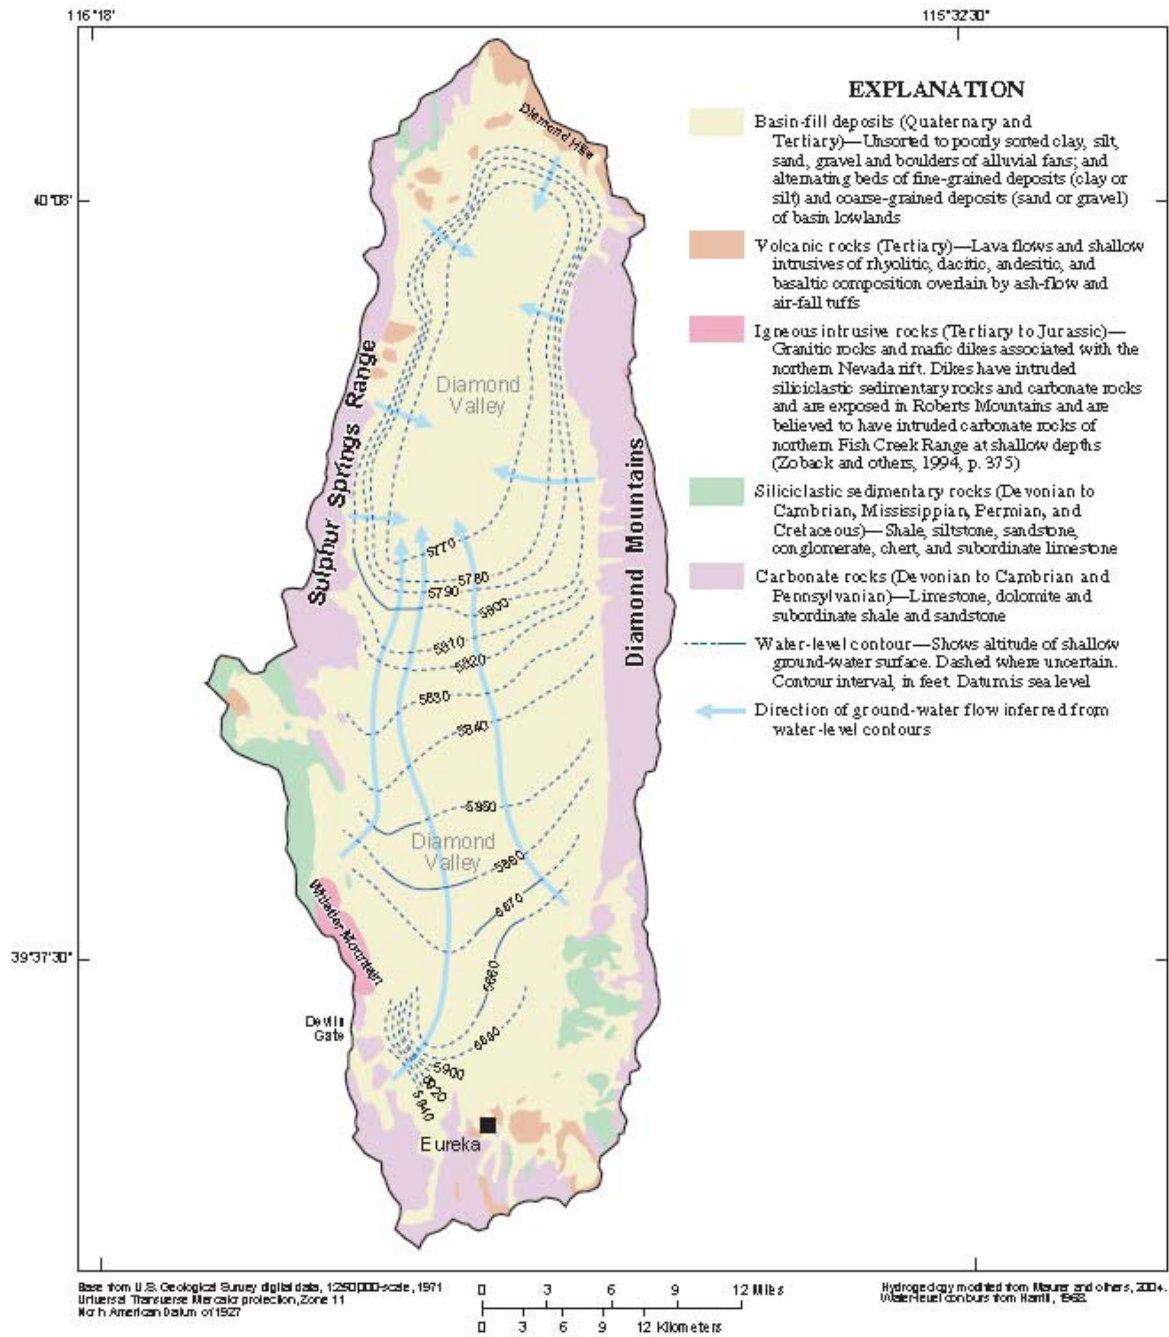 116°18'
115°32'30"
EXPLANATION
Basin-fill deposits (Quaternary and
Tertiary)—Unsorted to poorly sorted clay, silt,
sand, gravel and boulders of alluvial fans; and
alternating beds of fine-grained deposits (clay or
silt) and coarse-grained deposits (sand or gravel)
of basin lowlands
Volcanic rocks (Tertiary)—Lava flows and shallow
intrusives of rhyolitic, dacitic, andesitic, and
basaltic composition overlain by ash-flow and
air-fall tuffs
Igneous intrusive rocks (Tertiary to Jurassic)—
Granitic rocks and mafic dikes associated with the
northern Nevada rift. Dikes have intruded
siliciclastic sedimentary rocks and carbonate rocks
and are exposed in Roberts Mountains and are
believed to have intruded carbonate rocks of
northern Fish Creek Range at shallow depths
(Zoback and others, 1994, p. 375)
Siliciclastic sedimentary rocks (Devonian to
Cambrian, Mississippian, Permian, and
Cretaceous)—Shale, siltstone, sandstone,
conglomerate, chert, and subordinate limestone
Carbonate rocks (Devonian to Cambrian and
Pennsylvanian)—Limestone, dolomite and
subordinate shale and sandstone
Water-level contour—Shows altitude of shallow
ground-water surface. Dashed where uncertain.
Contour interval, in feet. Datum is sea level
Direction of ground-water flow inferred from
water-level contours
Diamond Hills
40°08'
Diamond
Valley
Sulphur Springs Range
Diamond Mountains
5770
5780
5790
5800
5810
5820
5830
5840
5850
Diamond
Valley
5860
5870
Whistler Mountain
39°37'30"
5880
Devils
Gate
5890
5900
5920
5940
Eureka
Base from U.S. Geological Survey digital data, 1:250,000-scale, 1971
Universal Transverse Mercator projection, Zone 11
North American Datum of 1927
0 3 6 9 12 Miles
0 3 6 9 12 Kilometers
Hydrogeology modified from Maurer and others, 2004.
Water-level contours from Harrill, 1968.